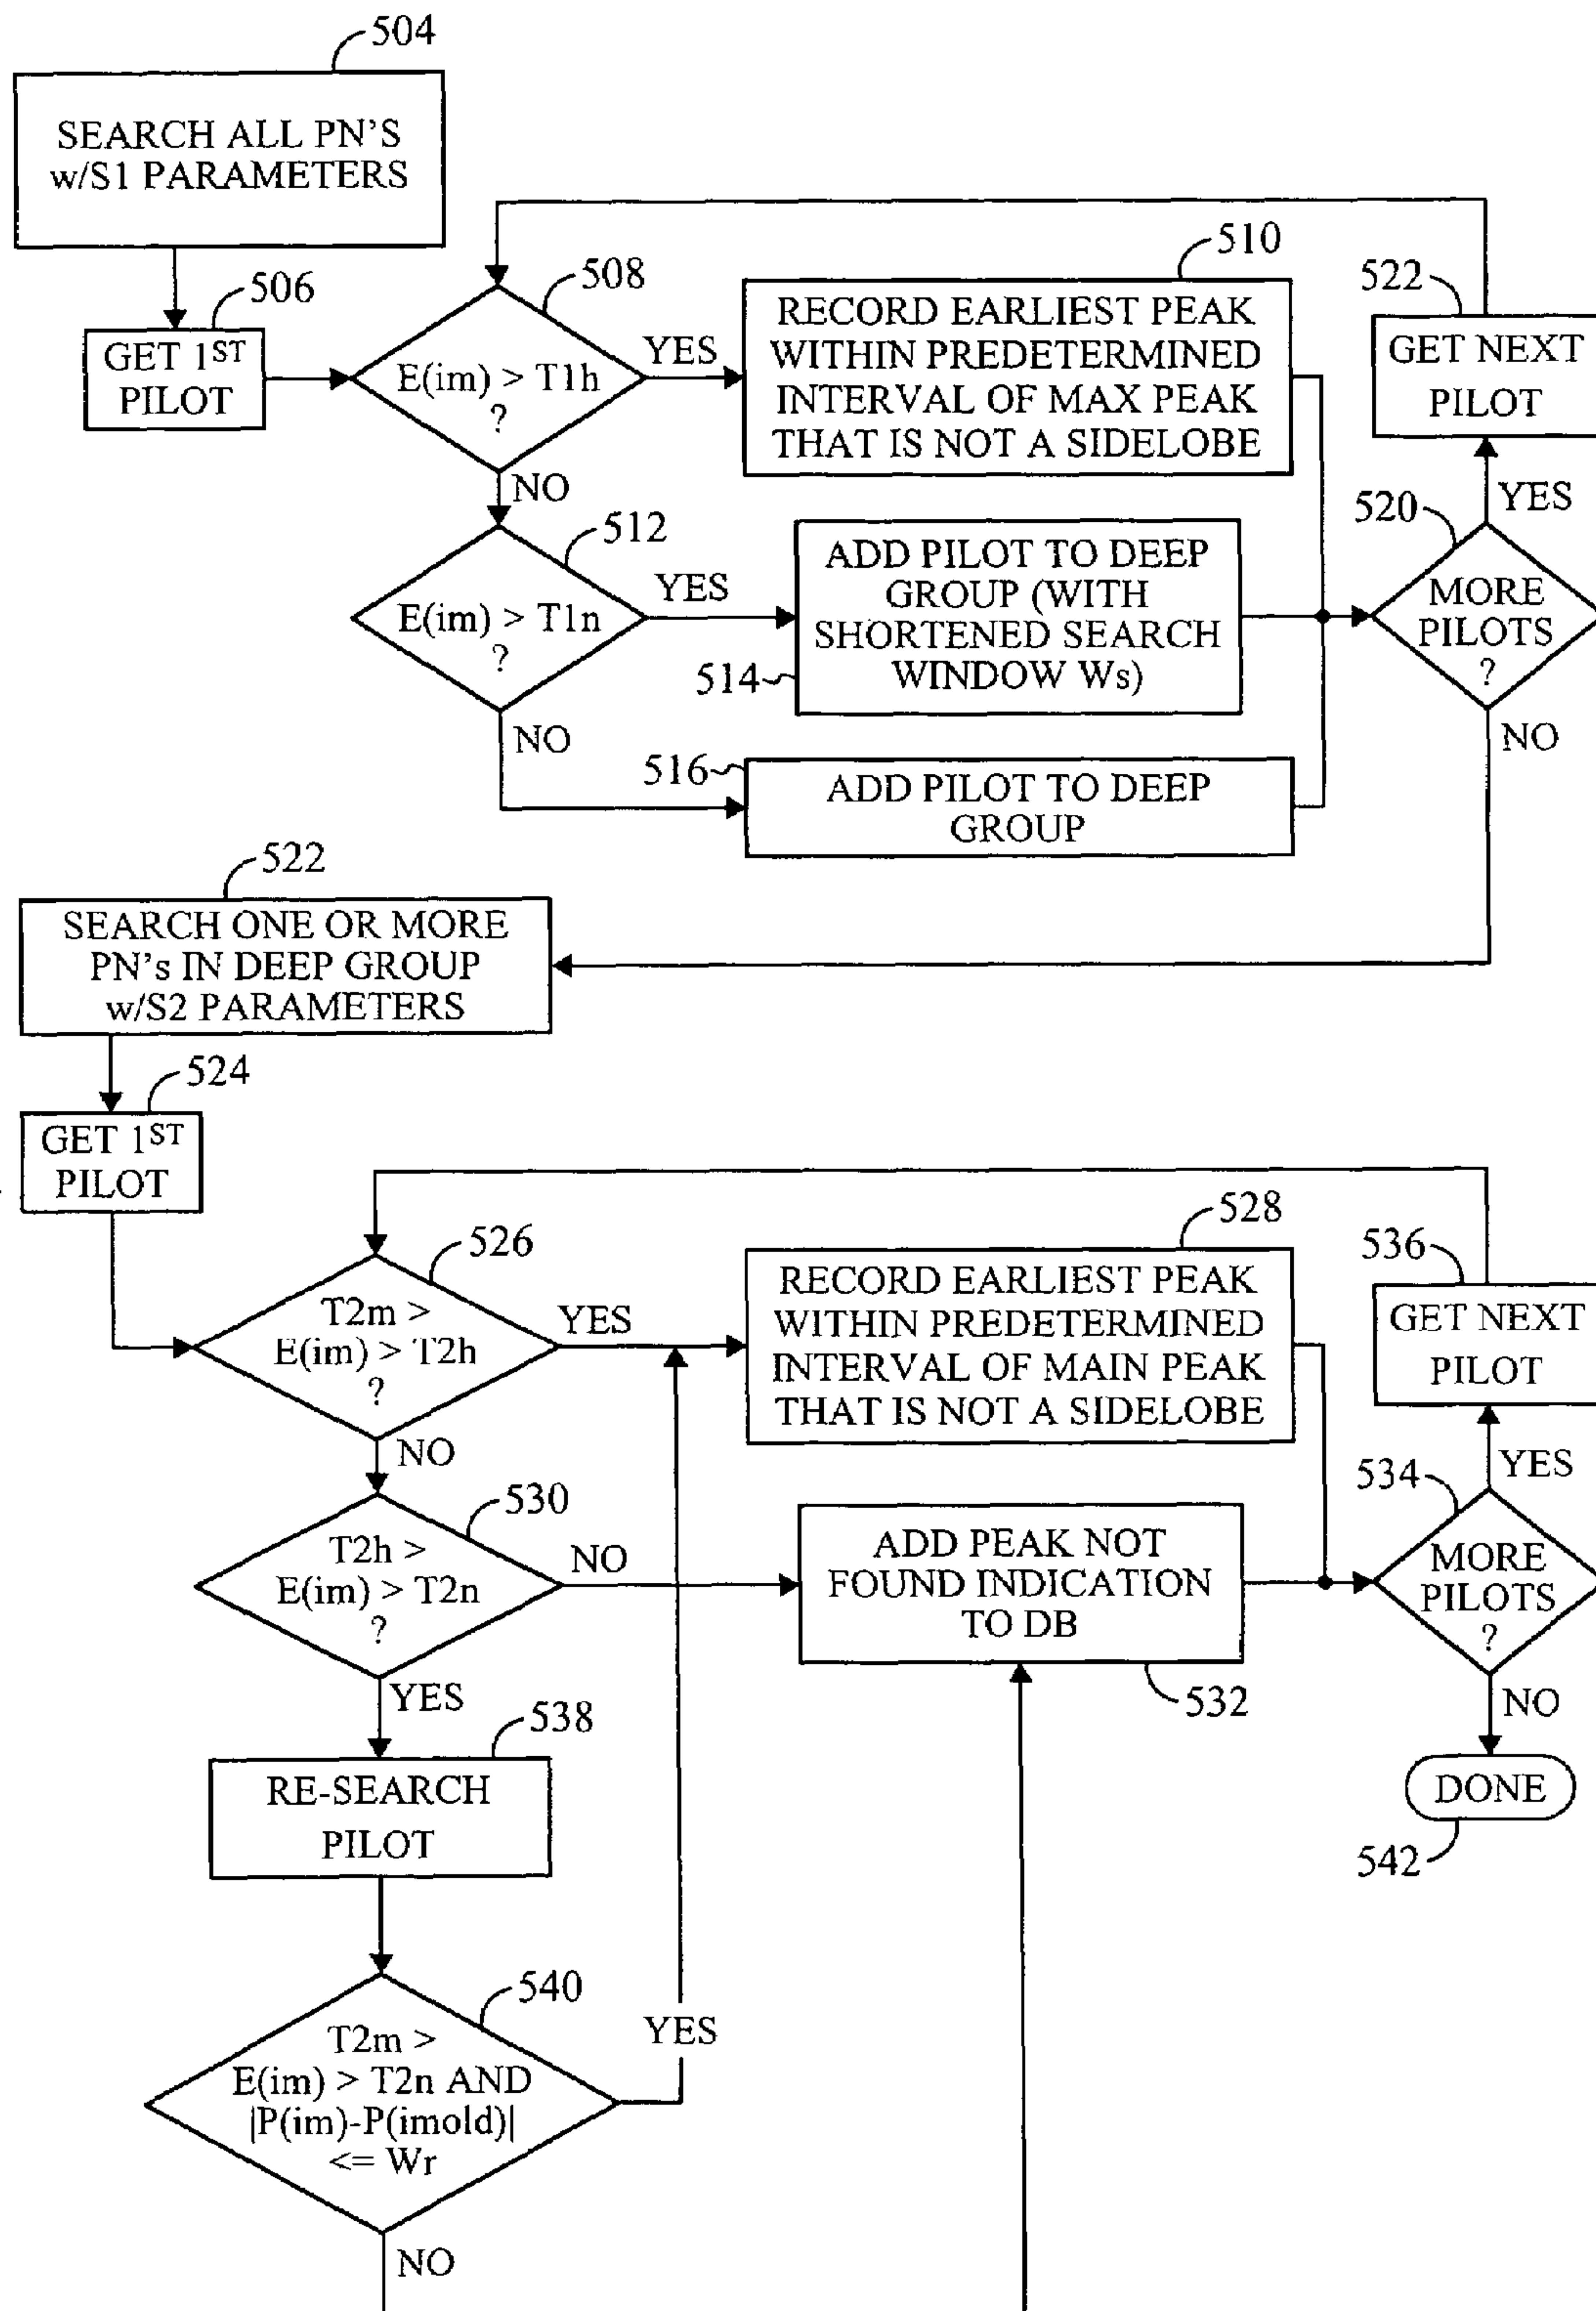 504
SEARCH ALL PN'S
w/S1 PARAMETERS
506
GET 1ST
PILOT
508
E(im) > T1h
?
YES
NO
510
RECORD EARLIEST PEAK
WITHIN PREDETERMINED
INTERVAL OF MAX PEAK
THAT IS NOT A SIDELOBE
522
GET NEXT
PILOT
512
E(im) > T1n
?
YES
NO
ADD PILOT TO DEEP
GROUP (WITH
SHORTENED SEARCH
WINDOW Ws)
514
520
YES
MORE
PILOTS
?
NO
516
ADD PILOT TO DEEP
GROUP
522
SEARCH ONE OR MORE
PN's IN DEEP GROUP
w/S2 PARAMETERS
524
GET 1ST
PILOT
526
T2m >
E(im) > T2h
?
YES
NO
528
RECORD EARLIEST PEAK
WITHIN PREDETERMINED
INTERVAL OF MAIN PEAK
THAT IS NOT A SIDELOBE
536
GET NEXT
PILOT
530
T2h >
E(im) > T2n
?
NO
YES
ADD PEAK NOT
FOUND INDICATION
TO DB
532
534
YES
MORE
PILOTS
?
NO
DONE
542
538
RE-SEARCH
PILOT
540
T2m >
E(im) > T2n AND
|P(im)-P(imold)|
<= Wr
YES
NO